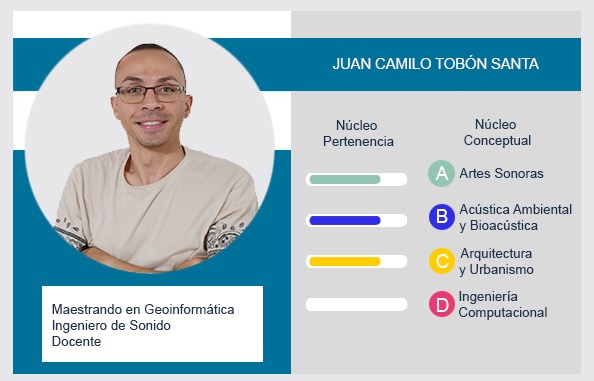 JUAN CAMILO TOBÓN SANTA
Núcleo
Pertenencia
Núcleo
Conceptual
A Artes Sonoras
B Acústica Ambiental
y Bioacústica
C Arquitectura
y Urbanismo
D Ingeniería
Computacional
Maestrando en Geoinformática
Ingeniero de Sonido
Docente